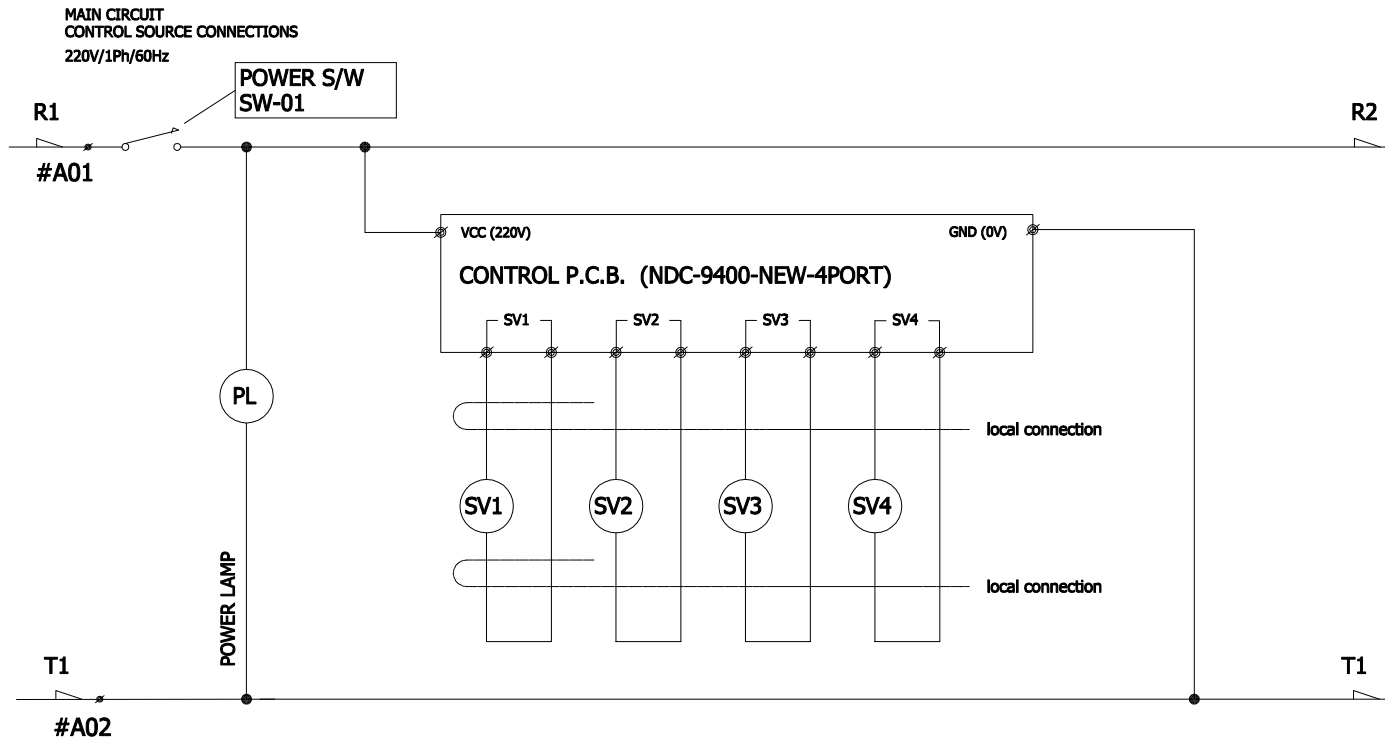 MAIN CIRCUIT
CONTROL SOURCE CONNECTIONS
220V/1Ph/60Hz
POWER S/W
SW-01
R1
R2
#A01
VCC (220V)
GND (0V)
CONTROL P.C.B. (NDC-9400-NEW-4PORT)
SV1
SV2
SV3
SV4
PL
local connection
SV1
SV2
SV3
SV4
POWER LAMP
local connection
T1
T1
#A02